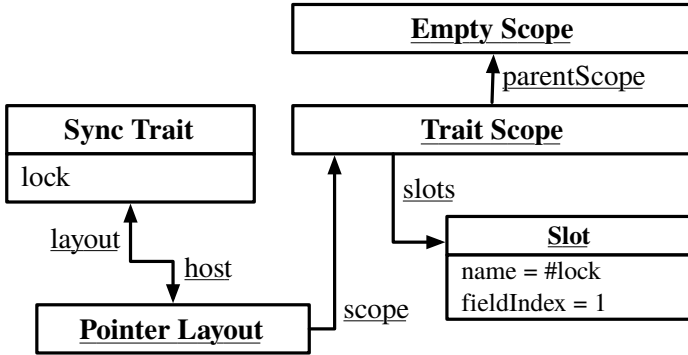 Empty Scope
parentScope
Sync Trait
Trait Scope
lock
slots
layout
host
Slot
name = #lock
fieldIndex = 1
scope
Pointer Layout